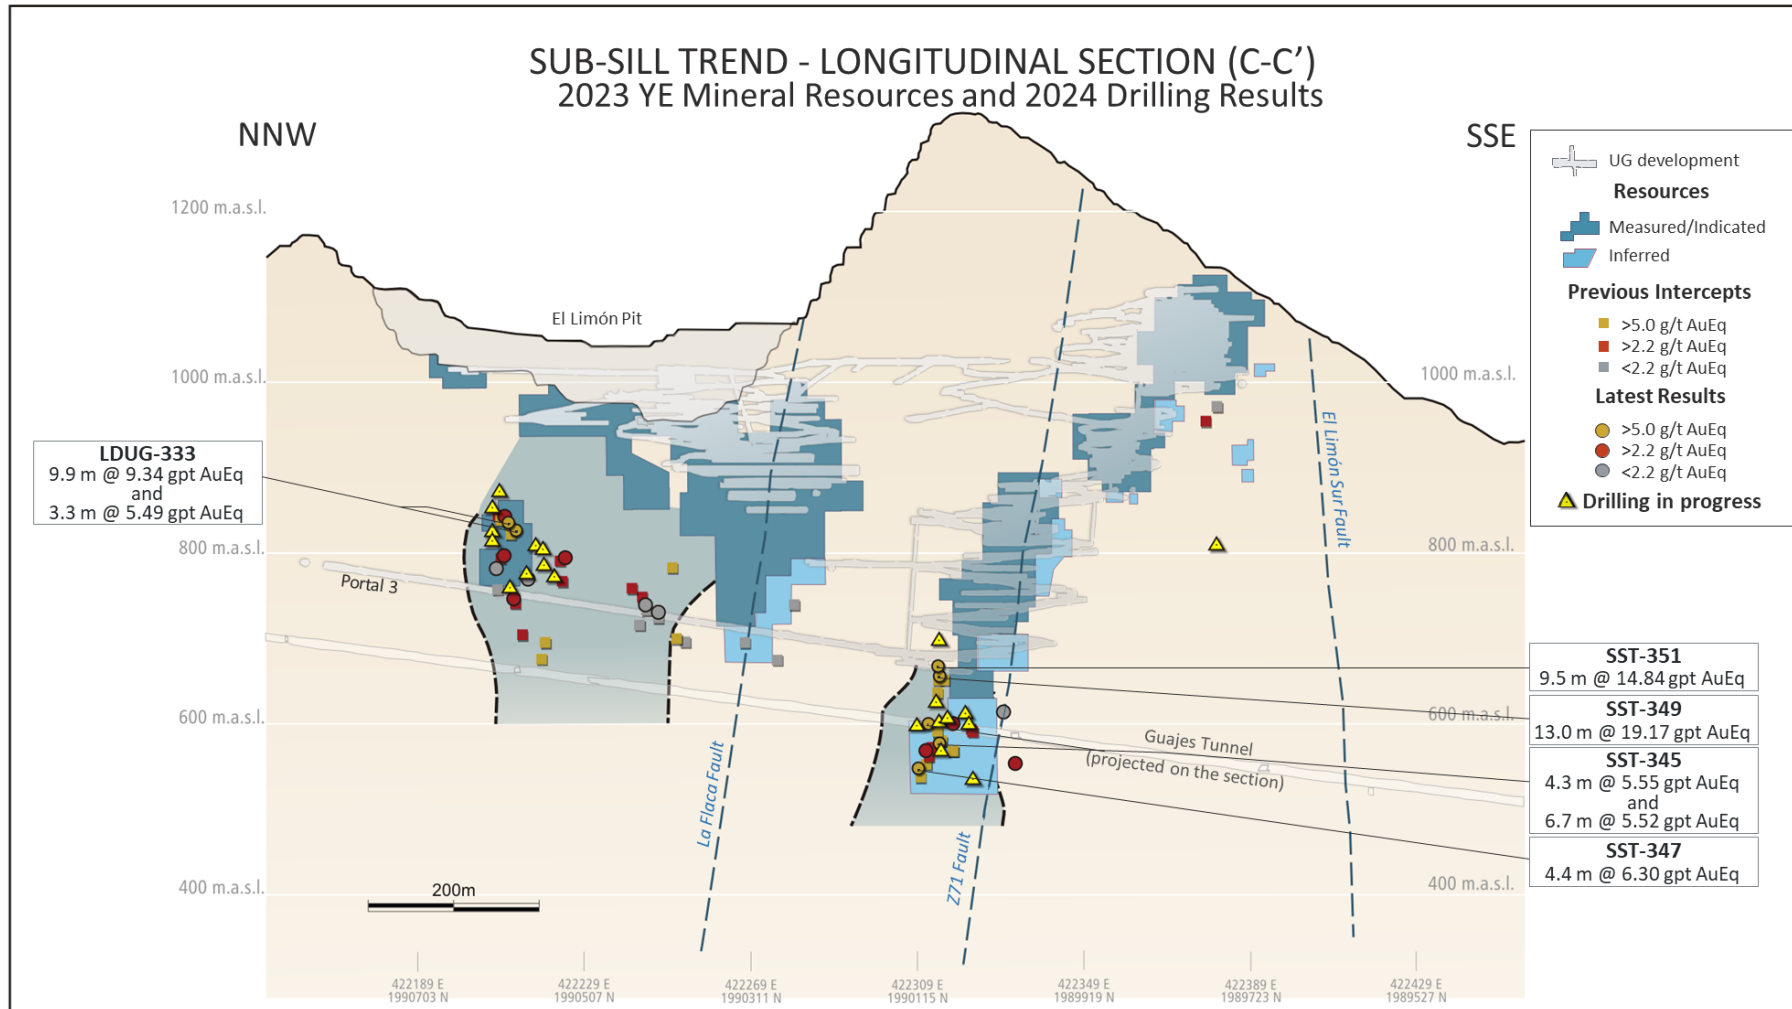 SUB-SILL TREND - LONGITUDINAL SECTION (C-C’)
2023 YE Mineral Resources and 2024 Drilling Results
NNW
SSE
UG development
Resources
Measured/Indicated
Inferred
Previous Intercepts
>5.0 g/t AuEq
>2.2 g/t AuEq
<2.2 g/t AuEq
Latest Results
>5.0 g/t AuEq
>2.2 g/t AuEq
<2.2 g/t AuEq
Drilling in progress
1200 m.a.s.l.
El Limón Pit
1000 m.a.s.l.
1000 m.a.s.l.
LDUG-333
9.9 m @ 9.34 gpt AuEq
and
3.3 m @ 5.49 gpt AuEq
El Limón Sur Fault
800 m.a.s.l.
800 m.a.s.l.
Portal 3
SST-351
9.5 m @ 14.84 gpt AuEq
SST-349
13.0 m @ 19.17 gpt AuEq
600 m.a.s.l.
600 m.a.s.l.
Guajes Tunnel
(projected on the section)
SST-345
4.3 m @ 5.55 gpt AuEq
and
6.7 m @ 5.52 gpt AuEq
La Flaca Fault
Z71 Fault
SST-347
4.4 m @ 6.30 gpt AuEq
400 m.a.s.l.
400 m.a.s.l.
200m
422189 E
1990703 N
422229 E
1990507 N
422269 E
1990311 N
422309 E
1990115 N
422349 E
1989919 N
422389 E
1989723 N
422429 E
1989527 N